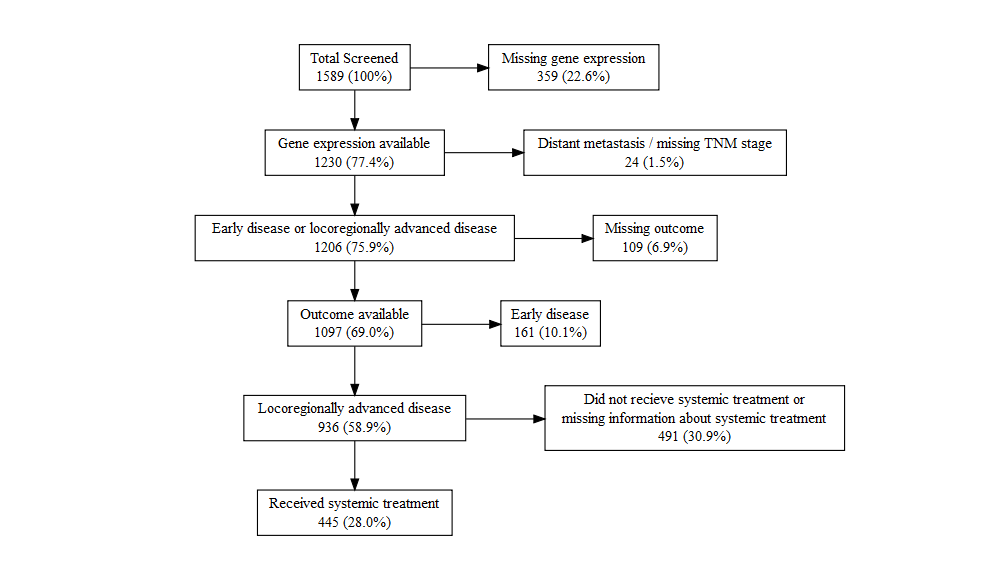 Total Screened
1589 (100%)
Missing gene expression
359 (22.6%)
Gene expression available
1230 (77.4%)
Distant metastasis / missing TNM stage
24 (1.5%)
Early disease or locoregionally advanced disease
1206 (75.9%)
Missing outcome
109 (6.9%)
Outcome available
1097 (69.0%)
Early disease
161 (10.1%)
Locoregionally advanced disease
936 (58.9%)
Did not recieve systemic treatment or
missing information about systemic treatment
491 (30.9%)
Received systemic treatment
445 (28.0%)